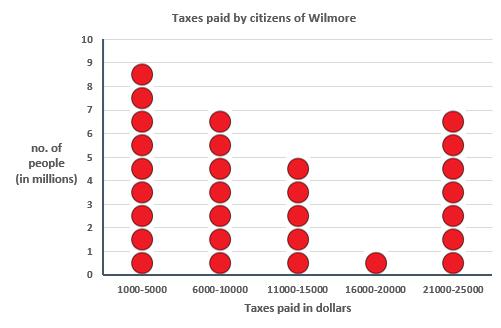 Taxes paid by citizens of Wilmore
10
9
8
7
6
5
4
3
2
1
0
no. of
people
(in millions)
1000-5000 6000-10000 11000-15000 16000-20000 21000-25000
Taxes paid in dollars